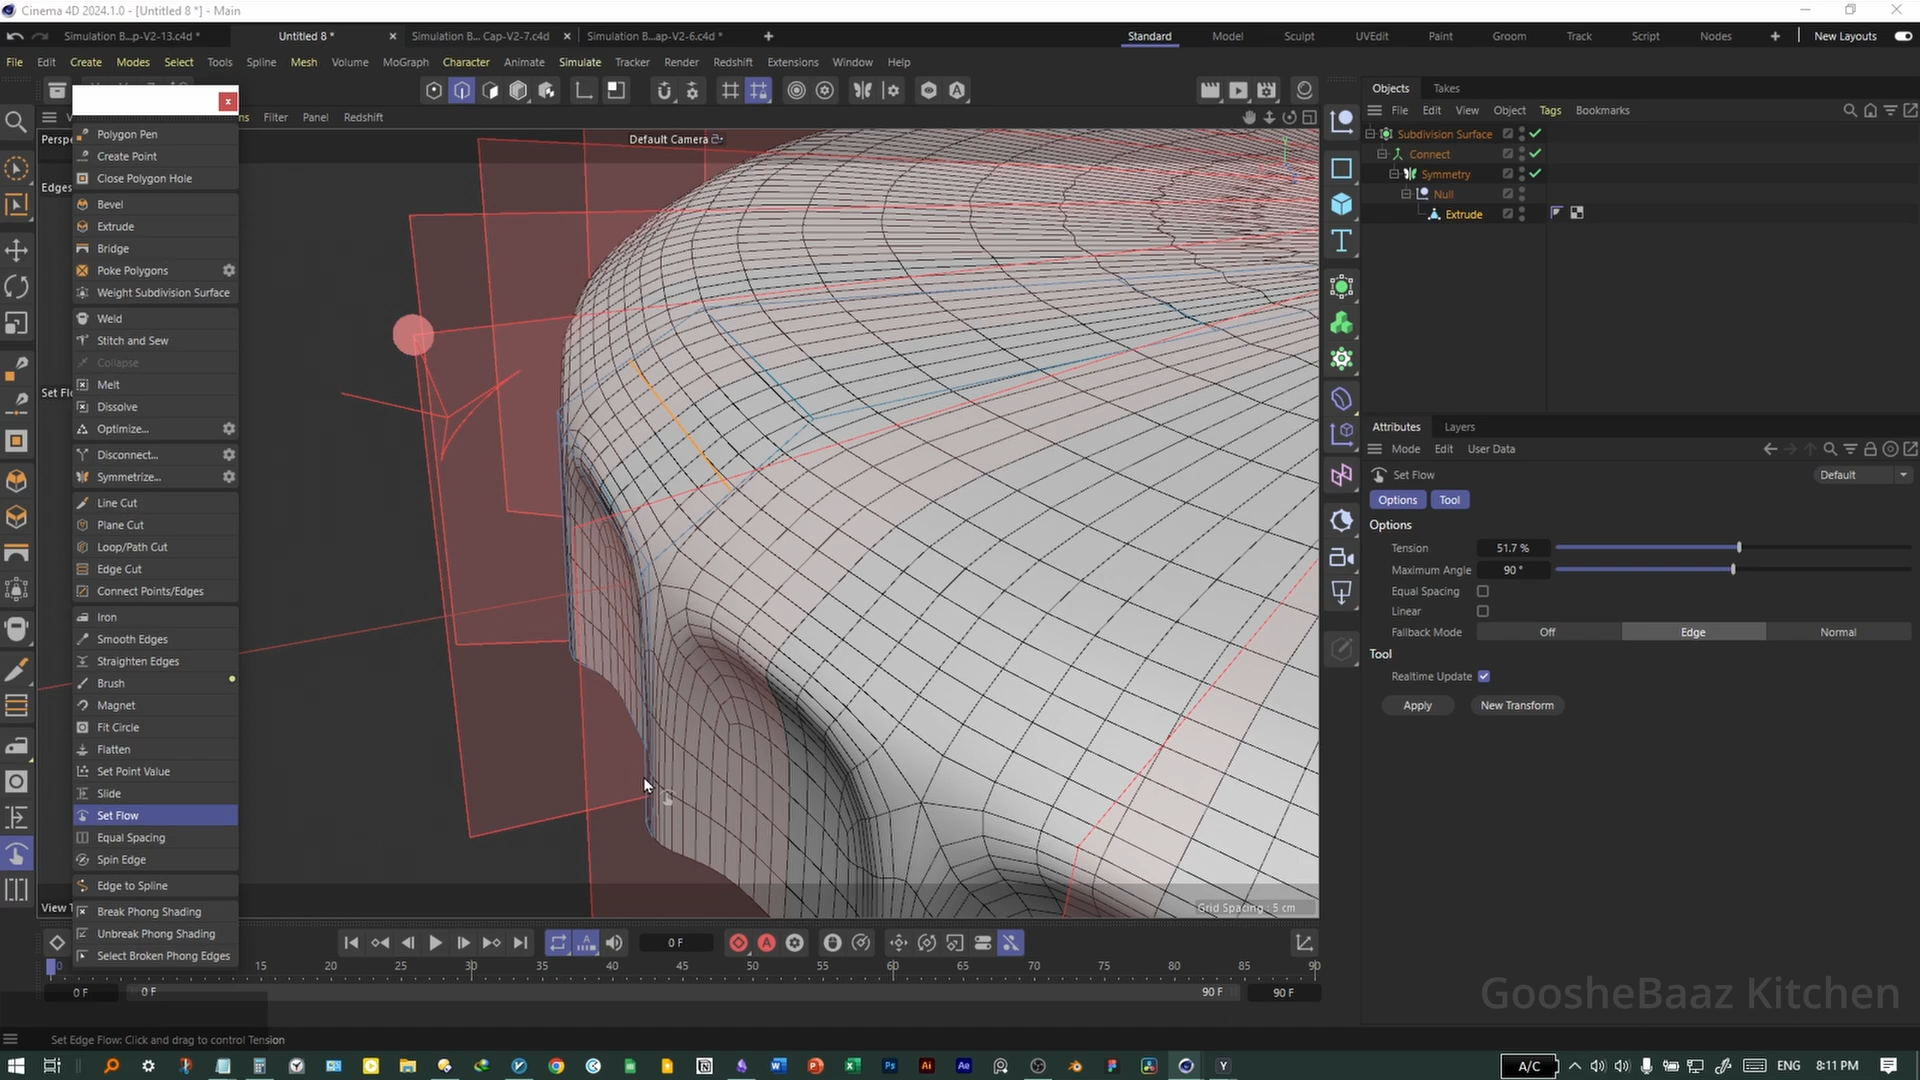 Cinema 4D 2024.1.0 - [Untitled 8 *] - Main
Simulation B...p-V2-13.c4d *
Untitled 8 *
Simulation B... Cap-V2-7.c4d
Simulation B...ap-V2-6.c4d *
Standard
Model
Sculpt
UVEdit
Paint
Groom
Track
Script
Nodes
New Layouts
File
Edit
Create
Modes
Select
Tools
Spline
Mesh
Volume
MoGraph
Character
Animate
Simulate
Tracker
Render
Redshift
Extensions
Window
Help
Filter
Panel
Redshift
Default Camera
Edges
Polygon Pen
Create Point
Close Polygon Hole
Bevel
Extrude
Bridge
Poke Polygons
Weight Subdivision Surface
Weld
Stitch and Sew
Collapse
Melt
Dissolve
Optimize...
Disconnect...
Symmetrize...
Line Cut
Plane Cut
Loop/Path Cut
Edge Cut
Connect Points/Edges
Iron
Smooth Edges
Straighten Edges
Brush
Magnet
Fit Circle
Flatten
Set Point Value
Slide
Set Flow
Equal Spacing
Spin Edge
Edge to Spline
Break Phong Shading
Unbreak Phong Shading
Select Broken Phong Edges
Grid Spacing : 5 cm
0 F
0 15 20 25 30 35 40 45 50 55 60 65 70 75 80 85 90
0 F
0 F
90 F
90 F
Set Edge Flow: Click and drag to control Tension
Objects
Takes
File
Edit
View
Object
Tags
Bookmarks
Subdivision Surface
Connect
Symmetry
Null
Extrude
Attributes
Layers
Mode
Edit
User Data
Set Flow
Default
Options
Tool
Options
Tension
51.7 %
Maximum Angle
90 °
Equal Spacing
Linear
Fallback Mode
Off
Edge
Normal
Tool
Realtime Update
Apply
New Transform
GoosheBaaz Kitchen
A/C
ENG
8:11 PM